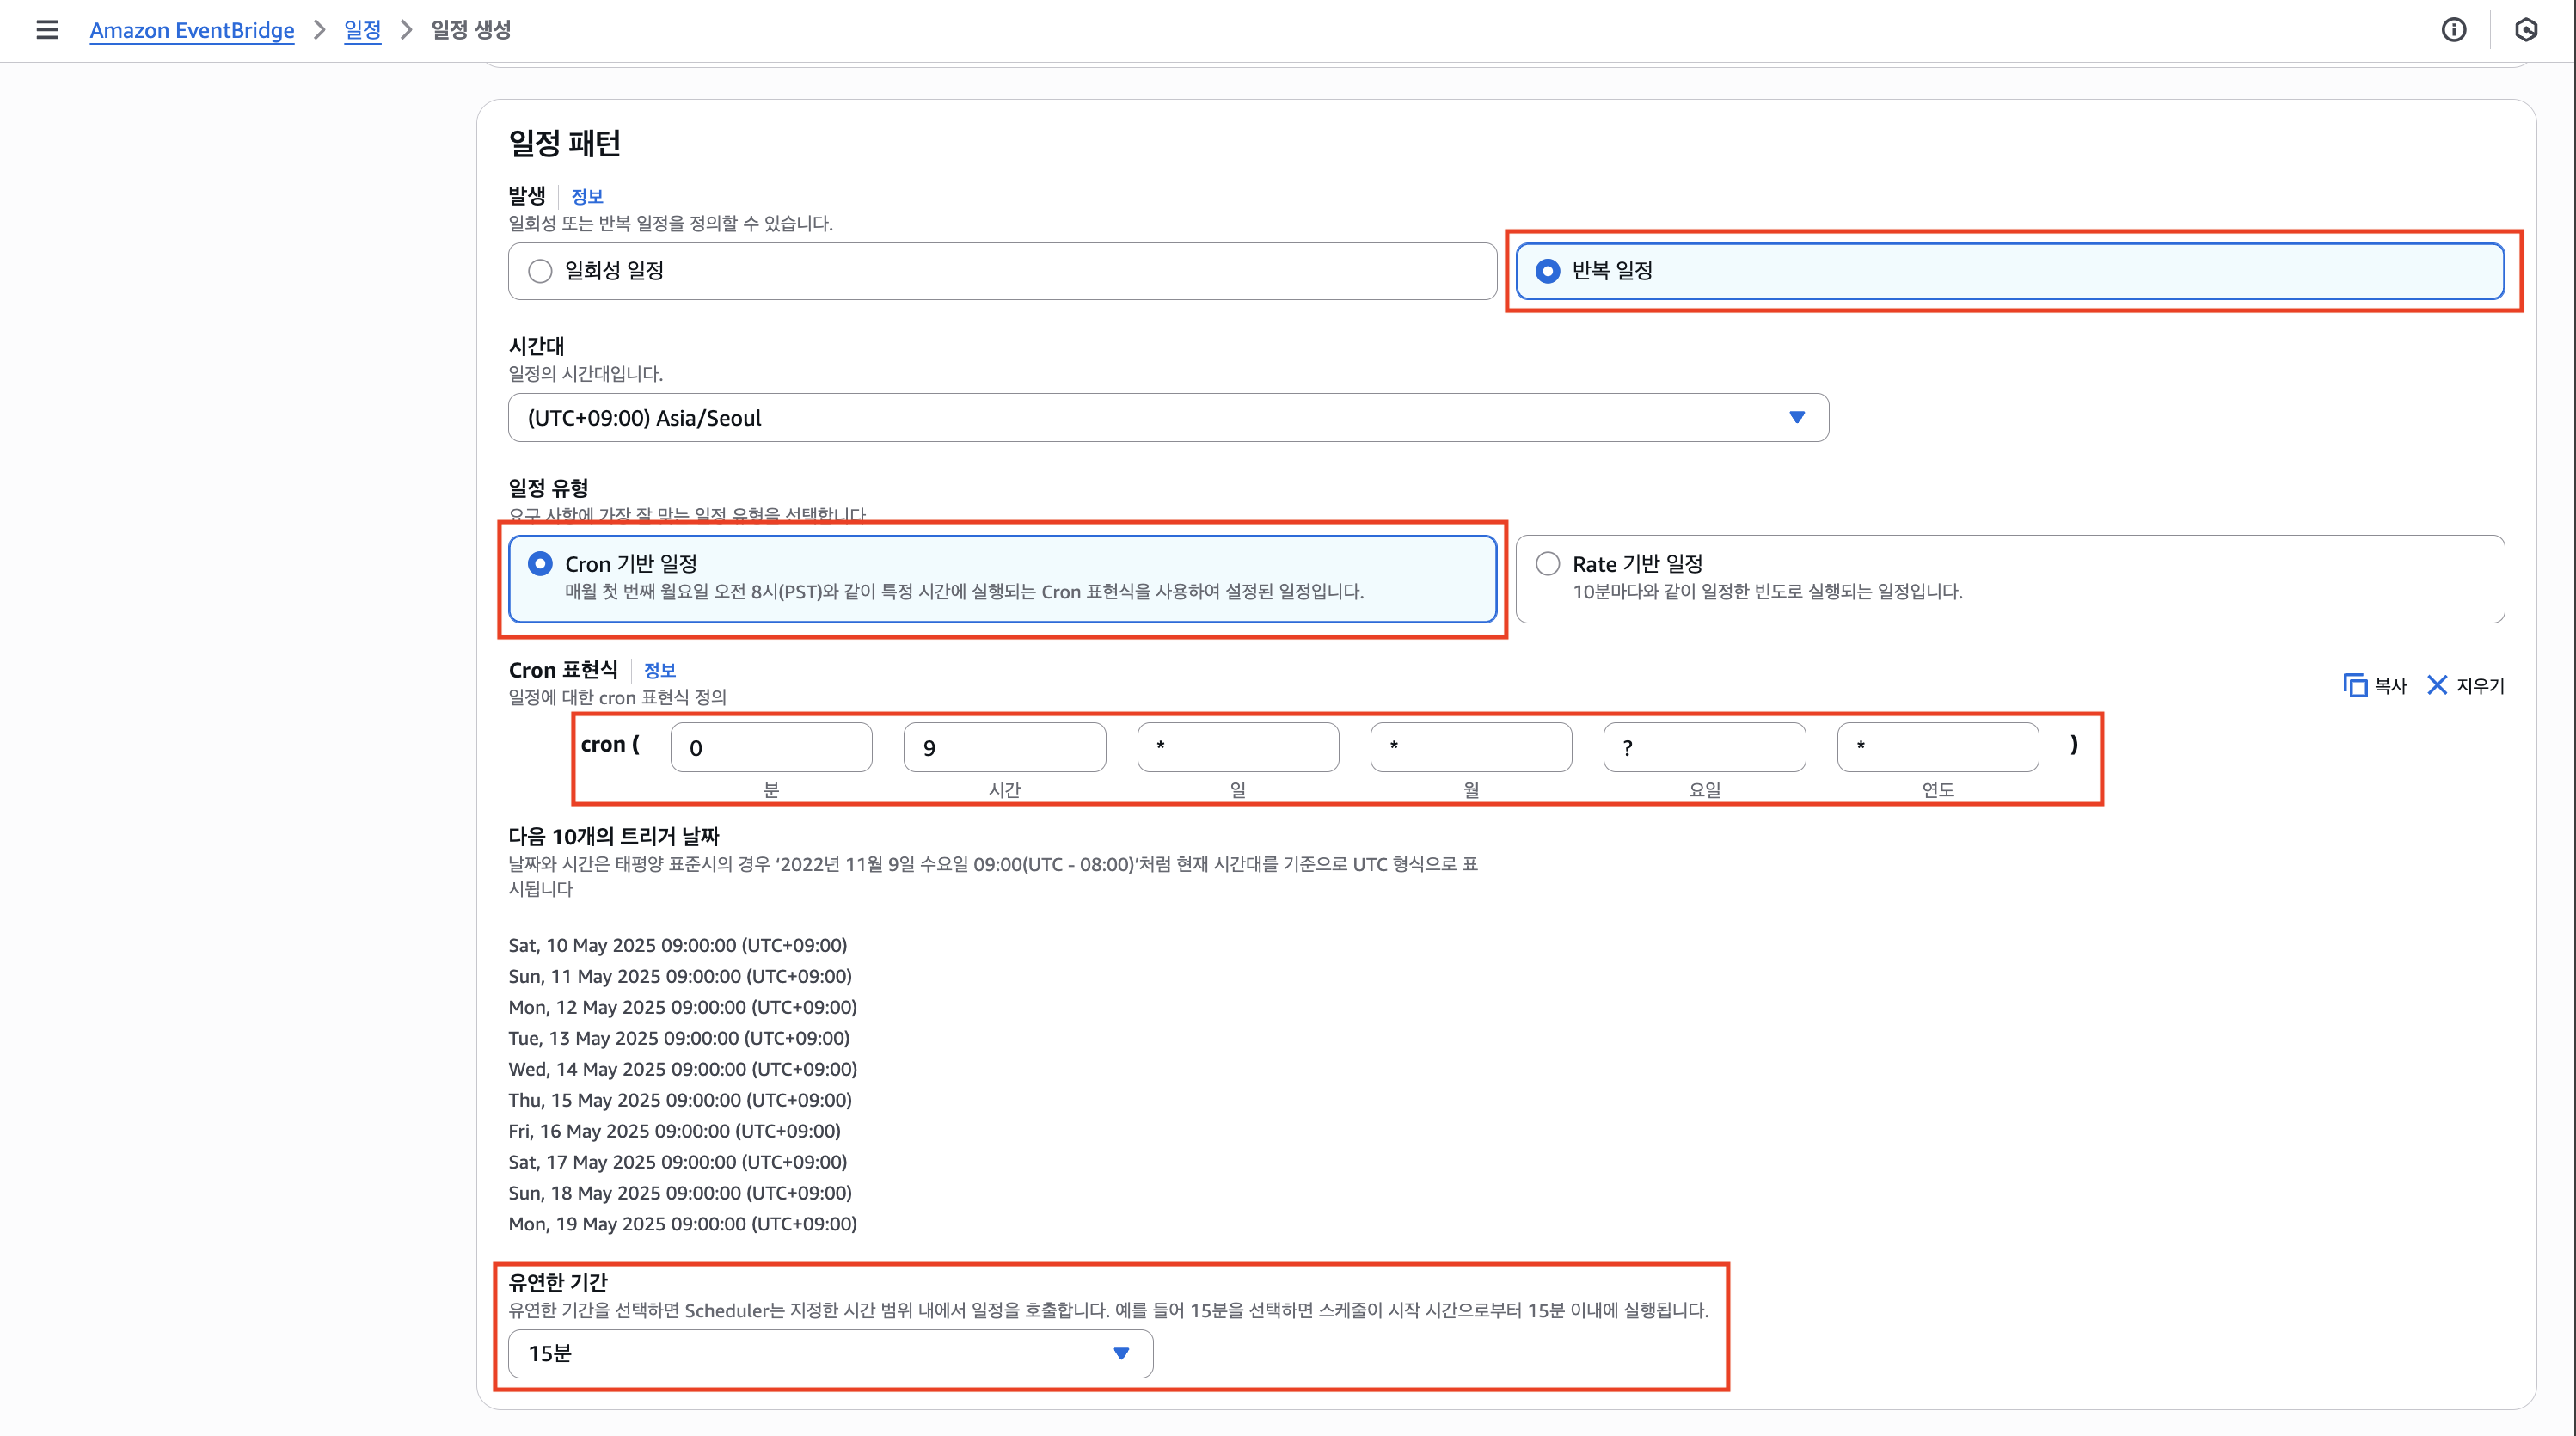 Amazon EventBridge > 일정 > 일정 생성
일정 패턴
발생 정보
일회성 또는 반복 일정을 정의할 수 있습니다.
일회성 일정 반복 일정
시간대
일정의 시간대입니다.
(UTC+09:00) Asia/Seoul
일정 유형
요구 사항에 가장 잘 맞는 일정 유형을 선택합니다
Cron 기반 일정
매월 첫 번째 월요일 오전 8시(PST)와 같이 특정 시간에 실행되는 Cron 표현식을 사용하여 설정된 일정입니다.
Rate 기반 일정
10분마다와 같이 일정한 빈도로 실행되는 일정입니다.
Cron 표현식 정보
일정에 대한 cron 표현식 정의
복사 지우기
cron ( 0 9 * * ? * )
분 시간 일 월 요일 연도
다음 10개의 트리거 날짜
날짜와 시간은 태평양 표준시의 경우 ‘2022년 11월 9일 수요일 09:00(UTC - 08:00)’처럼 현재 시간대를 기준으로 UTC 형식으로 표
시됩니다
Sat, 10 May 2025 09:00:00 (UTC+09:00)
Sun, 11 May 2025 09:00:00 (UTC+09:00)
Mon, 12 May 2025 09:00:00 (UTC+09:00)
Tue, 13 May 2025 09:00:00 (UTC+09:00)
Wed, 14 May 2025 09:00:00 (UTC+09:00)
Thu, 15 May 2025 09:00:00 (UTC+09:00)
Fri, 16 May 2025 09:00:00 (UTC+09:00)
Sat, 17 May 2025 09:00:00 (UTC+09:00)
Sun, 18 May 2025 09:00:00 (UTC+09:00)
Mon, 19 May 2025 09:00:00 (UTC+09:00)
유연한 기간
유연한 기간을 선택하면 Scheduler는 지정한 시간 범위 내에서 일정을 호출합니다. 예를 들어 15분을 선택하면 스케줄이 시작 시간으로부터 15분 이내에 실행됩니다.
15분